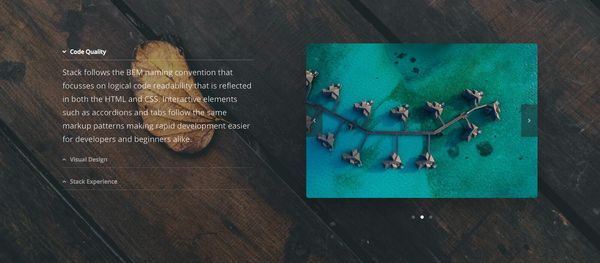 Code Quality
Stack follows the BEM naming convention that
focusses on logical code readability that is reflected
in both the HTML and CSS. Interactive elements
such as accordions and tabs follow the same
markup patterns making rapid development easier
for developers and beginners alike.
Visual Design
Stack Experience